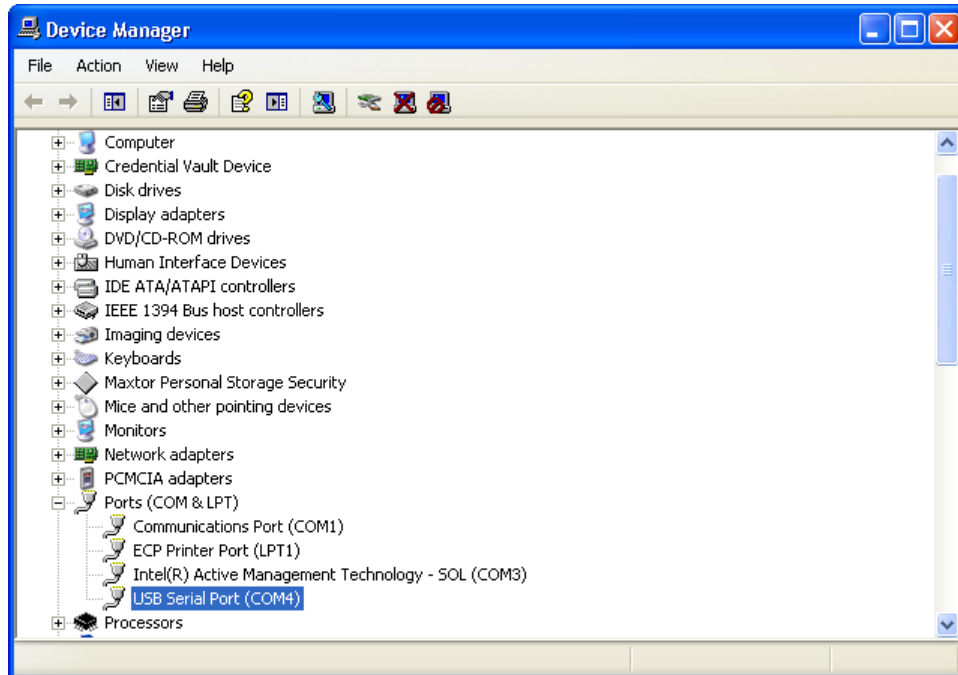 Device Manager
File Action View Help
Computer
Credential Vault Device
Disk drives
Display adapters
DVD/CD-ROM drives
Human Interface Devices
IDE ATA/ATAPI controllers
IEEE 1394 Bus host controllers
Imaging devices
Keyboards
Maxtor Personal Storage Security
Mice and other pointing devices
Monitors
Network adapters
PCMCIA adapters
Ports (COM & LPT)
Communications Port (COM1)
ECP Printer Port (LPT1)
Intel(R) Active Management Technology - SOL (COM3)
USB Serial Port (COM4)
Processors